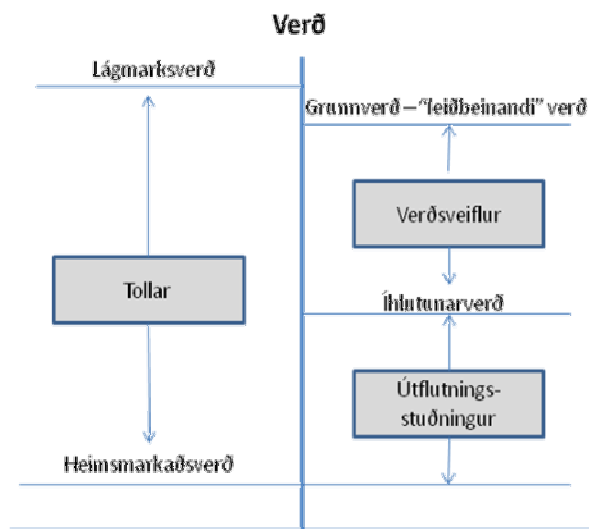 Verð
Lágmarksverð
Grunnverð – “leiðbeinandi” verð
Verðsveiflur
Tollar
Íhlutunarverð
Útflutnings-
stuðningur
Heimsmarkaðsverð